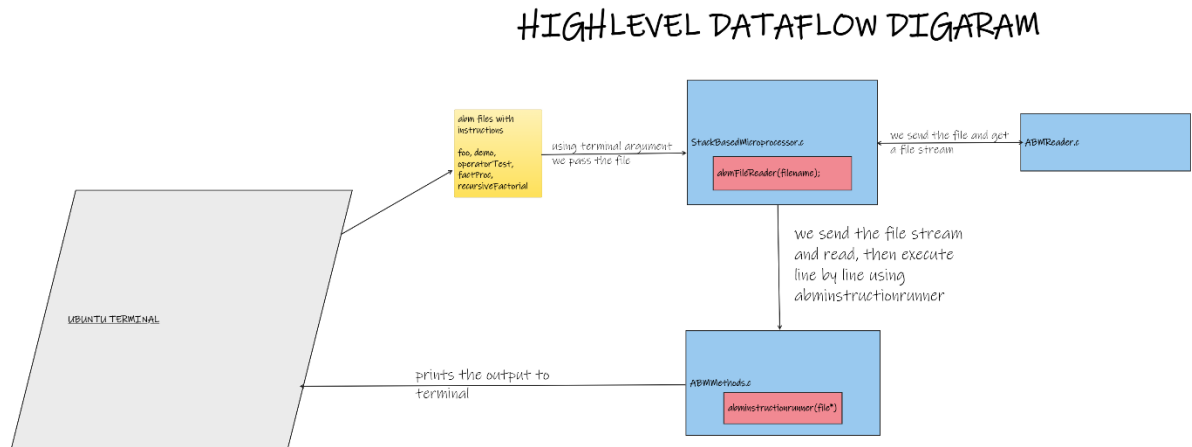 HIGHLEVEL DATAFLOW DIGARAM
abm files with
instructions
foo, demo,
operatorTest,
factProc,
recursiveFactorial
using terminal argument
we pass the file
StackBasedMicroprocessor.c
abmFileReader(filename);
we send the file and get
a file stream
ABMReader.c
we send the file stream
and read, then execute
line by line using
abminstructionrunner
UBUNTU TERMINAL
prints the output to
terminal
ABMMethods.c
abminstructionrunner(file*)